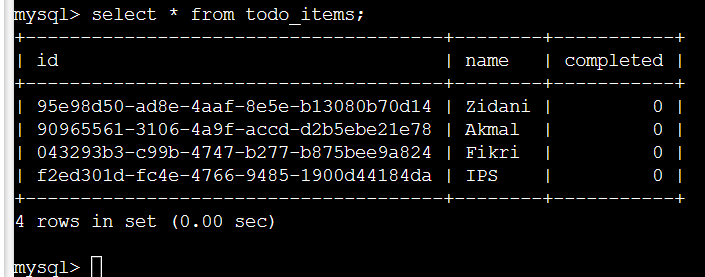 mysql> select * from todo_items;
+--------------------------------------+--------+-----------+
| id                                   | name   | completed |
+--------------------------------------+--------+-----------+
| 95e98d50-ad8e-4aaf-8e5e-b13080b70d14 | Zidani |         0 |
| 90965561-3106-4a9f-accd-d2b5ebe21e78 | Akmal  |         0 |
| 043293b3-c99b-4747-b277-b875bee9a824 | Fikri  |         0 |
| f2ed301d-fc4e-4766-9485-1900d44184da | IPS    |         0 |
+--------------------------------------+--------+-----------+
4 rows in set (0.00 sec)
mysql>